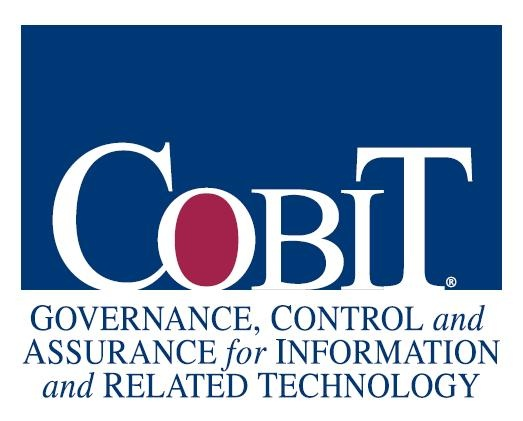 COBIT®
GOVERNANCE, CONTROL and
ASSURANCE for INFORMATION
and RELATED TECHNOLOGY